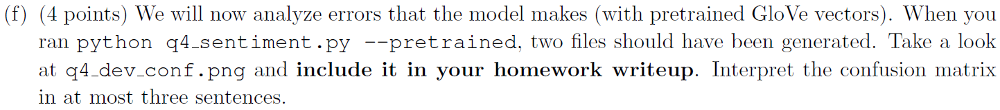 (f) (4 points) We will now analyze errors that the model makes (with pretrained GloVe vectors). When you
ran python q4_sentiment.py --pretrained, two files should have been generated. Take a look
at q4_dev_conf.png and include it in your homework writeup. Interpret the confusion matrix
in at most three sentences.